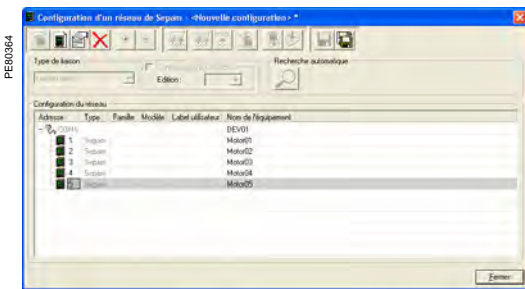 PE80364
Configuration d'un réseau de Sepam - <Nouvelle configuration> *
Type de liaison
Edition :
Recherche automatique
Configuration du réseau
Adresse Type Famille Modèle Label utilisateur Nom de l'équipement
DEV01
1 Sepam Motor01
2 Sepam Motor02
3 Sepam Motor03
4 Sepam Motor04
5 Sepam Motor05
Fermer